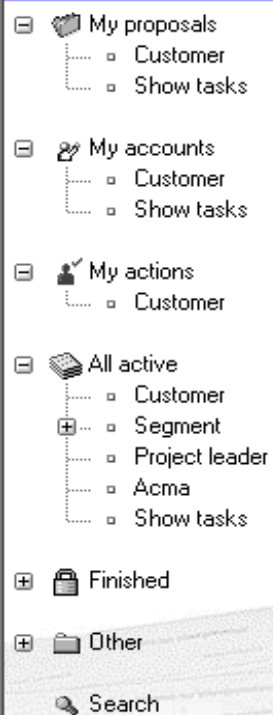 My proposals
Customer
Show tasks
My accounts
Customer
Show tasks
My actions
Customer
All active
Customer
Segment
Project leader
Acma
Show tasks
Finished
Other
Search